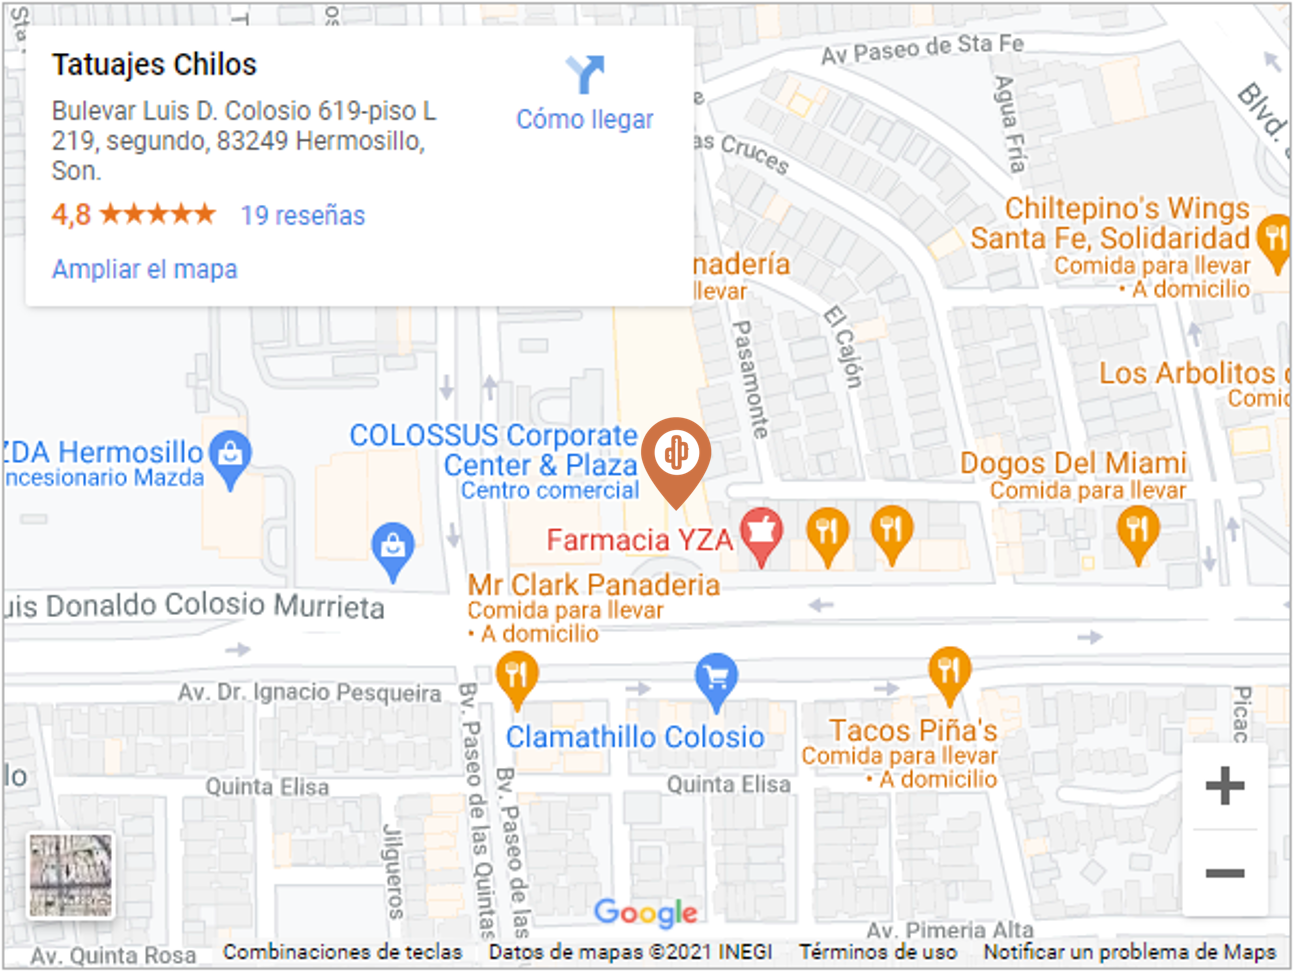 Sta
Tatuajes Chilos
Bulevar Luis D. Colosio 619-piso L
219, segundo, 83249 Hermosillo,
Son.
4,8
19 reseñas
Cómo llegar
Ampliar el mapa
Av Paseo de Sta Fe
Agua Fría
Blvd.
as Cruces
Chiltepino's Wings
Santa Fe, Solidaridad
Comida para llevar
• A domicilio
nadería
llevar
Pasamonte
El Cajón
Los Arbolitos
Comic
COLOSSUS Corporate
Center & Plaza
Centro comercial
ZDA Hermosillo
ncesionario Mazda
Dogos Del Miami
Comida para llevar
Farmacia YZA
Mr Clark Panaderia
Comida para llevar
• A domicilio
uis Donaldo Colosio Murrieta
Av. Dr. Ignacio Pesqueira
Bv. Paseo de las Quintas
Bv. Paseo de las
Clamathillo Colosio
Tacos Piña's
Comida para llevar
• A domicilio
Picac
lo
Quinta Elisa
Quinta Elisa
Jilgueros
+
−
Google
Av. Pimeria Alta
Av. Quinta Rosa
Combinaciones de teclas
Datos de mapas ©2021 INEGI
Términos de uso
Notificar un problema de Maps